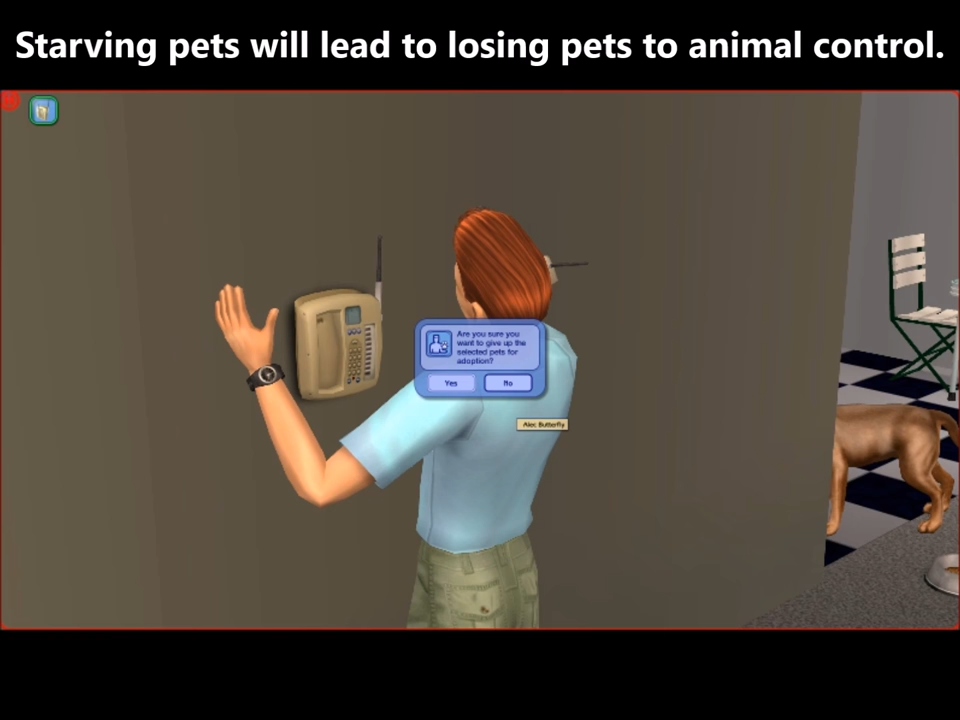 Starving pets will lead to losing pets to animal control.
Are you sure you
want to give up the
selected pets for
adoption?
Yes No
Alec Butterfly